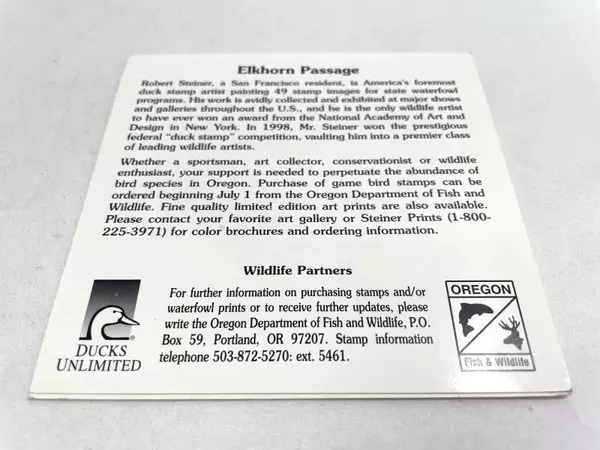 Elkhorn Passage
Robert Steiner, a San Francisco resident, is America's foremost
duck stamp artist painting 49 stamp images for state waterfowl
programs. His work is avidly collected and exhibited at major shows
and galleries throughout the U.S., and he is the only wildlife artist
to have ever won an award from the National Academy of Art and
Design in New York. In 1998, Mr. Steiner won the prestigious
federal "duck stamp" competition, vaulting him into a premier class
of leading wildlife artists.
Whether a sportsman, art collector, conservationist or wildlife
enthusiast, your support is needed to perpetuate the abundance of
bird species in Oregon. Purchase of game bird stamps can be
ordered beginning July 1 from the Oregon Department of Fish and
Wildlife. Fine quality limited edition art prints are also available.
Please contact your favorite art gallery or Steiner Prints (1-800-
225-3971) for color brochures and ordering information.
Wildlife Partners
For further information on purchasing stamps and/or
waterfowl prints or to receive further updates, please
write the Oregon Department of Fish and Wildlife, P.O.
Box 59, Portland, OR 97207. Stamp information
telephone 503-872-5270: ext. 5461.
DUCKS
UNLIMITED
OREGON
Fish & Wildlife